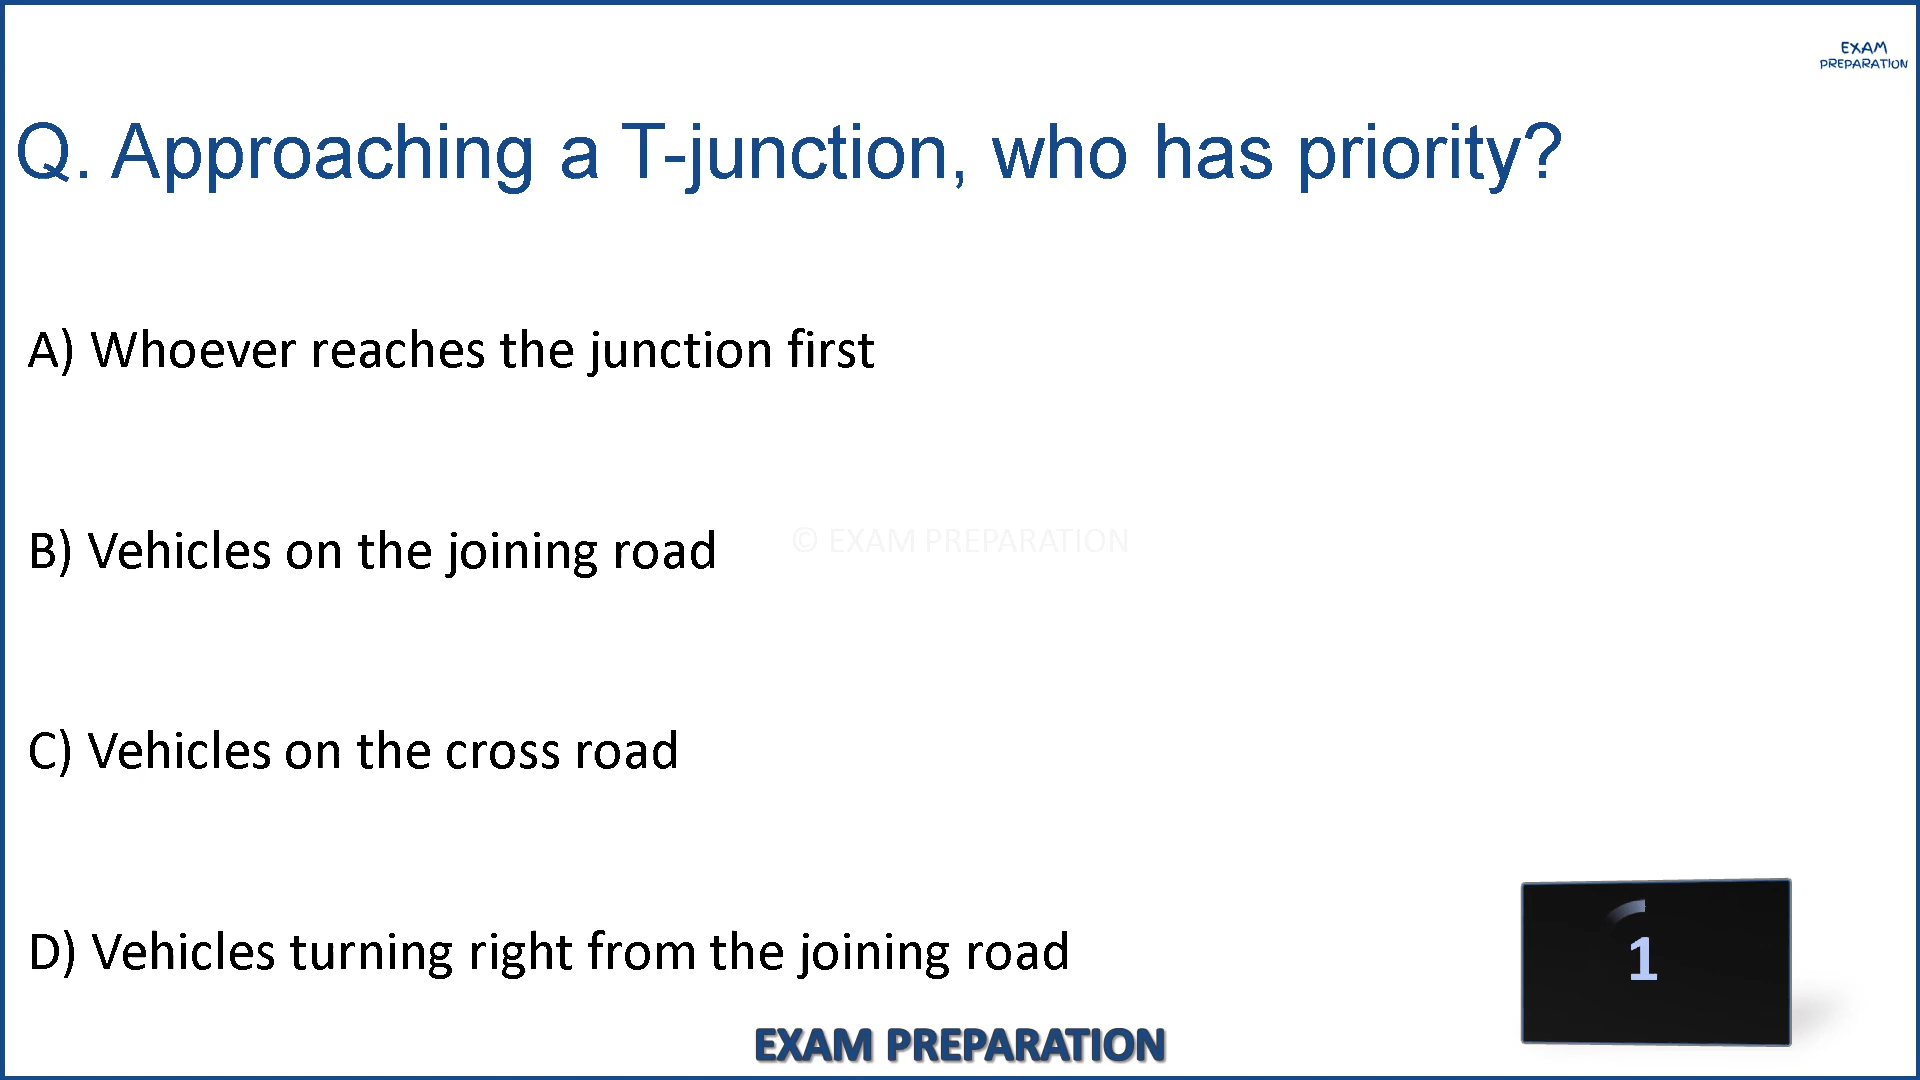 EXAM
PREPARATION
Q. Approaching a T-junction, who has priority?
A) Whoever reaches the junction first
B) Vehicles on the joining road
© EXAM PREPARATION
C) Vehicles on the cross road
D) Vehicles turning right from the joining road
1
EXAM PREPARATION